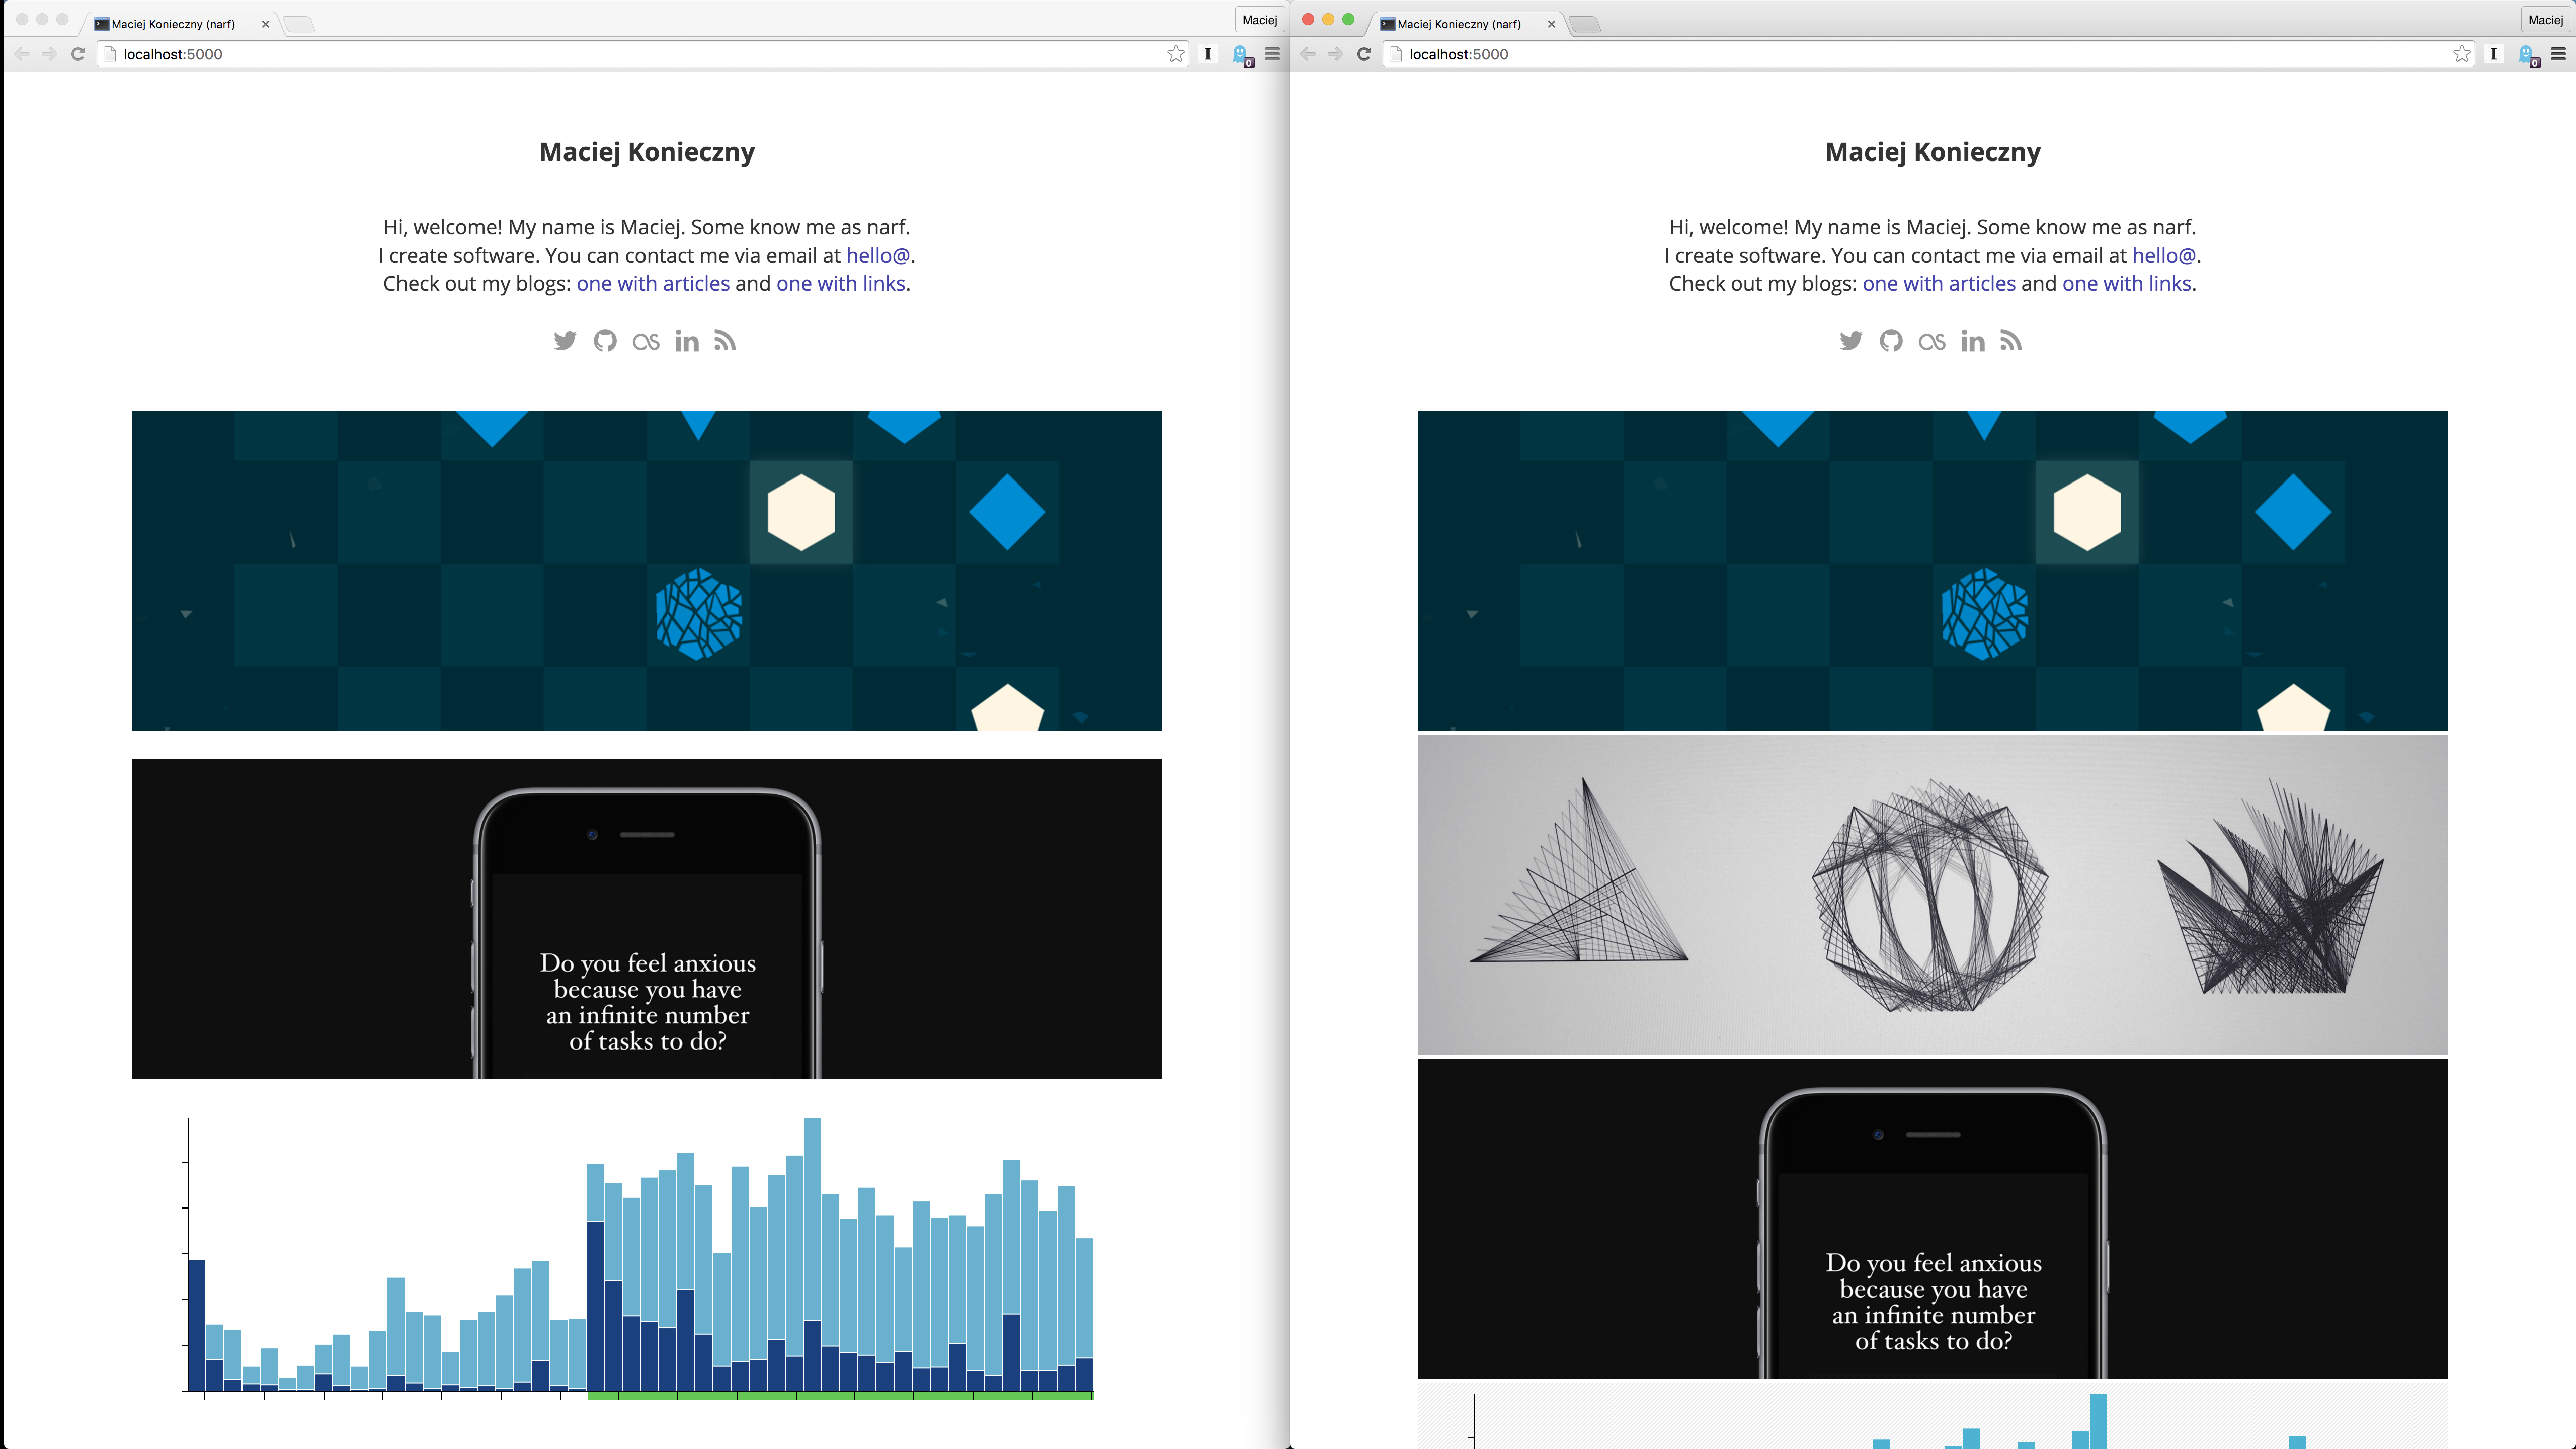 Maciej Konieczny (narf)
Maciej
localhost:5000
I
0
Maciej Konieczny
Hi, welcome! My name is Maciej. Some know me as narf.
I create software. You can contact me via email at hello@.
Check out my blogs: one with articles and one with links.
in
Do you feel anxious
because you have
an infinite number
of tasks to do?
Maciej Konieczny (narf)
Maciej
localhost:5000
I
0
Maciej Konieczny
Hi, welcome! My name is Maciej. Some know me as narf.
I create software. You can contact me via email at hello@.
Check out my blogs: one with articles and one with links.
in
Do you feel anxious
because you have
an infinite number
of tasks to do?